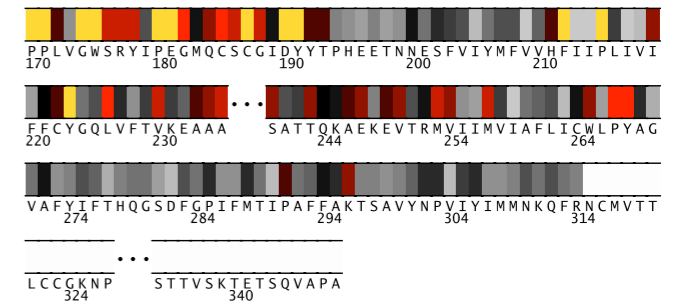 PPLVGWSRYIPEGMQCSCGIDYYTPHEETNNESFVIYMFVVHFIIPLIVI
170 180 190 200 210
FFCYGQLVFTVKEAAA...SATTQKAEKEVTRMVIIMVIAFLICWLPYAG
220 230 244 254 264
VAFYIFTHQGSDFGPIFMTIPAFFAKTSAVYNPVIYIMMNKQFRNCMVTT
274 284 294 304 314
LCCGKNP...STTVSKTETSQVAPA
324 340